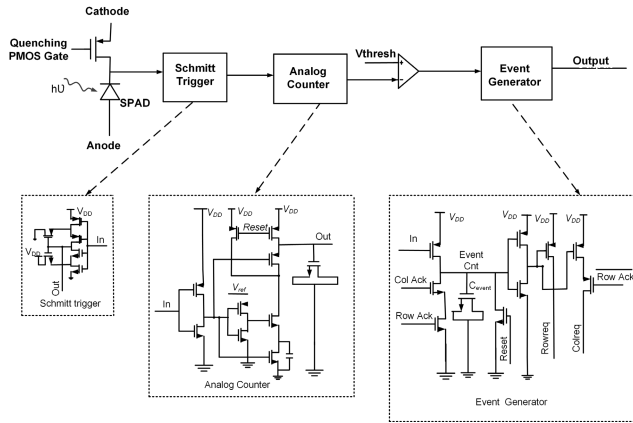 Cathode
Quenching
PMOS Gate
hυ
SPAD
Anode
Schmitt
Trigger
Analog
Counter
Vthresh
+
-
Event
Generator
Output
VDD
VDD
In
Out
Schmitt trigger
VDD
VDD
VDD
Reset
Out
Vref
In
Analog Counter
VDD
VDD
VDD
In
Event
Cnt
Col Ack
Cevent
Row Ack
Row Ack
Reset
Rowreq
Colreq
Event Generator